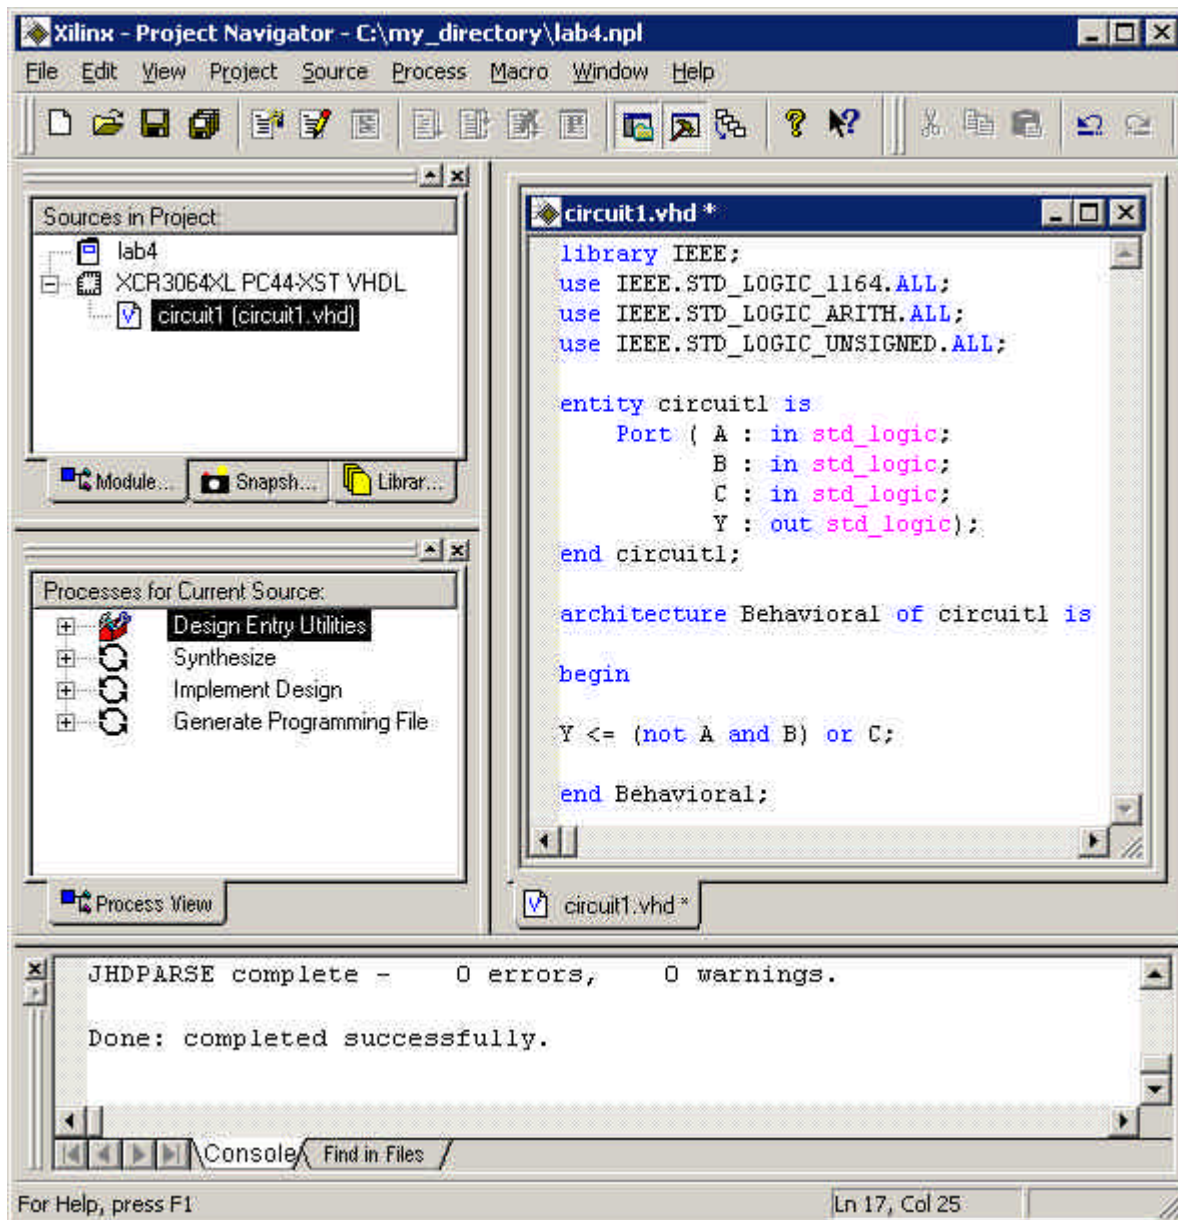 Xilinx - Project Navigator - C:\my_directory\lab4.npl
File Edit View Project Source Process Macro Window Help
Sources in Project:
lab4
XCR3064XL PC44-XST VHDL
circuit1 (circuit1.vhd)
Module... Snapsh... Librar...
Processes for Current Source:
Design Entry Utilities
Synthesize
Implement Design
Generate Programming File
Process View
circuit1.vhd *
library IEEE;
use IEEE.STD_LOGIC_1164.ALL;
use IEEE.STD_LOGIC_ARITH.ALL;
use IEEE.STD_LOGIC_UNSIGNED.ALL;
entity circuit1 is
Port ( A : in std_logic;
B : in std_logic;
C : in std_logic;
Y : out std_logic);
end circuit1;
architecture Behavioral of circuit1 is
begin
Y <= (not A and B) or C;
end Behavioral;
circuit1.vhd *
JHDPARSE complete - 0 errors, 0 warnings.
Done: completed successfully.
Console Find in Files
For Help, press F1 Ln 17, Col 25